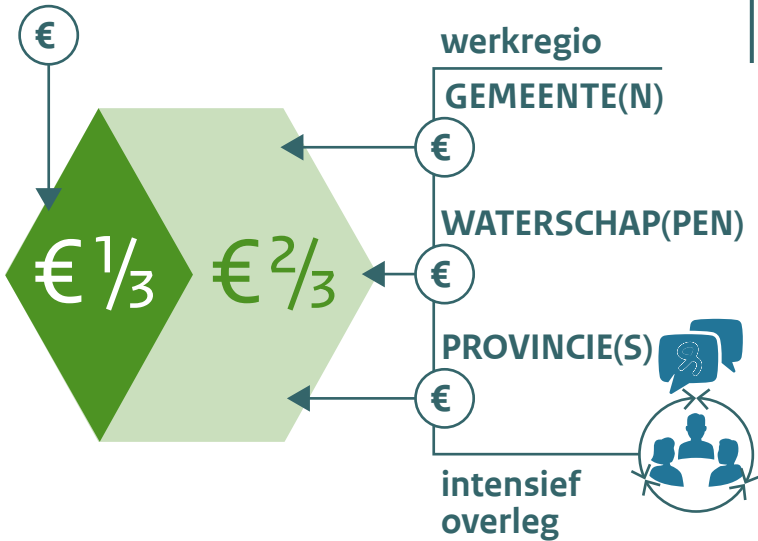 €
werkregio
GEMEENTE(N)
€
WATERSCHAP(PEN)
€ 1/3
€ 2/3
€
PROVINCIE(S)
€
intensief
overleg